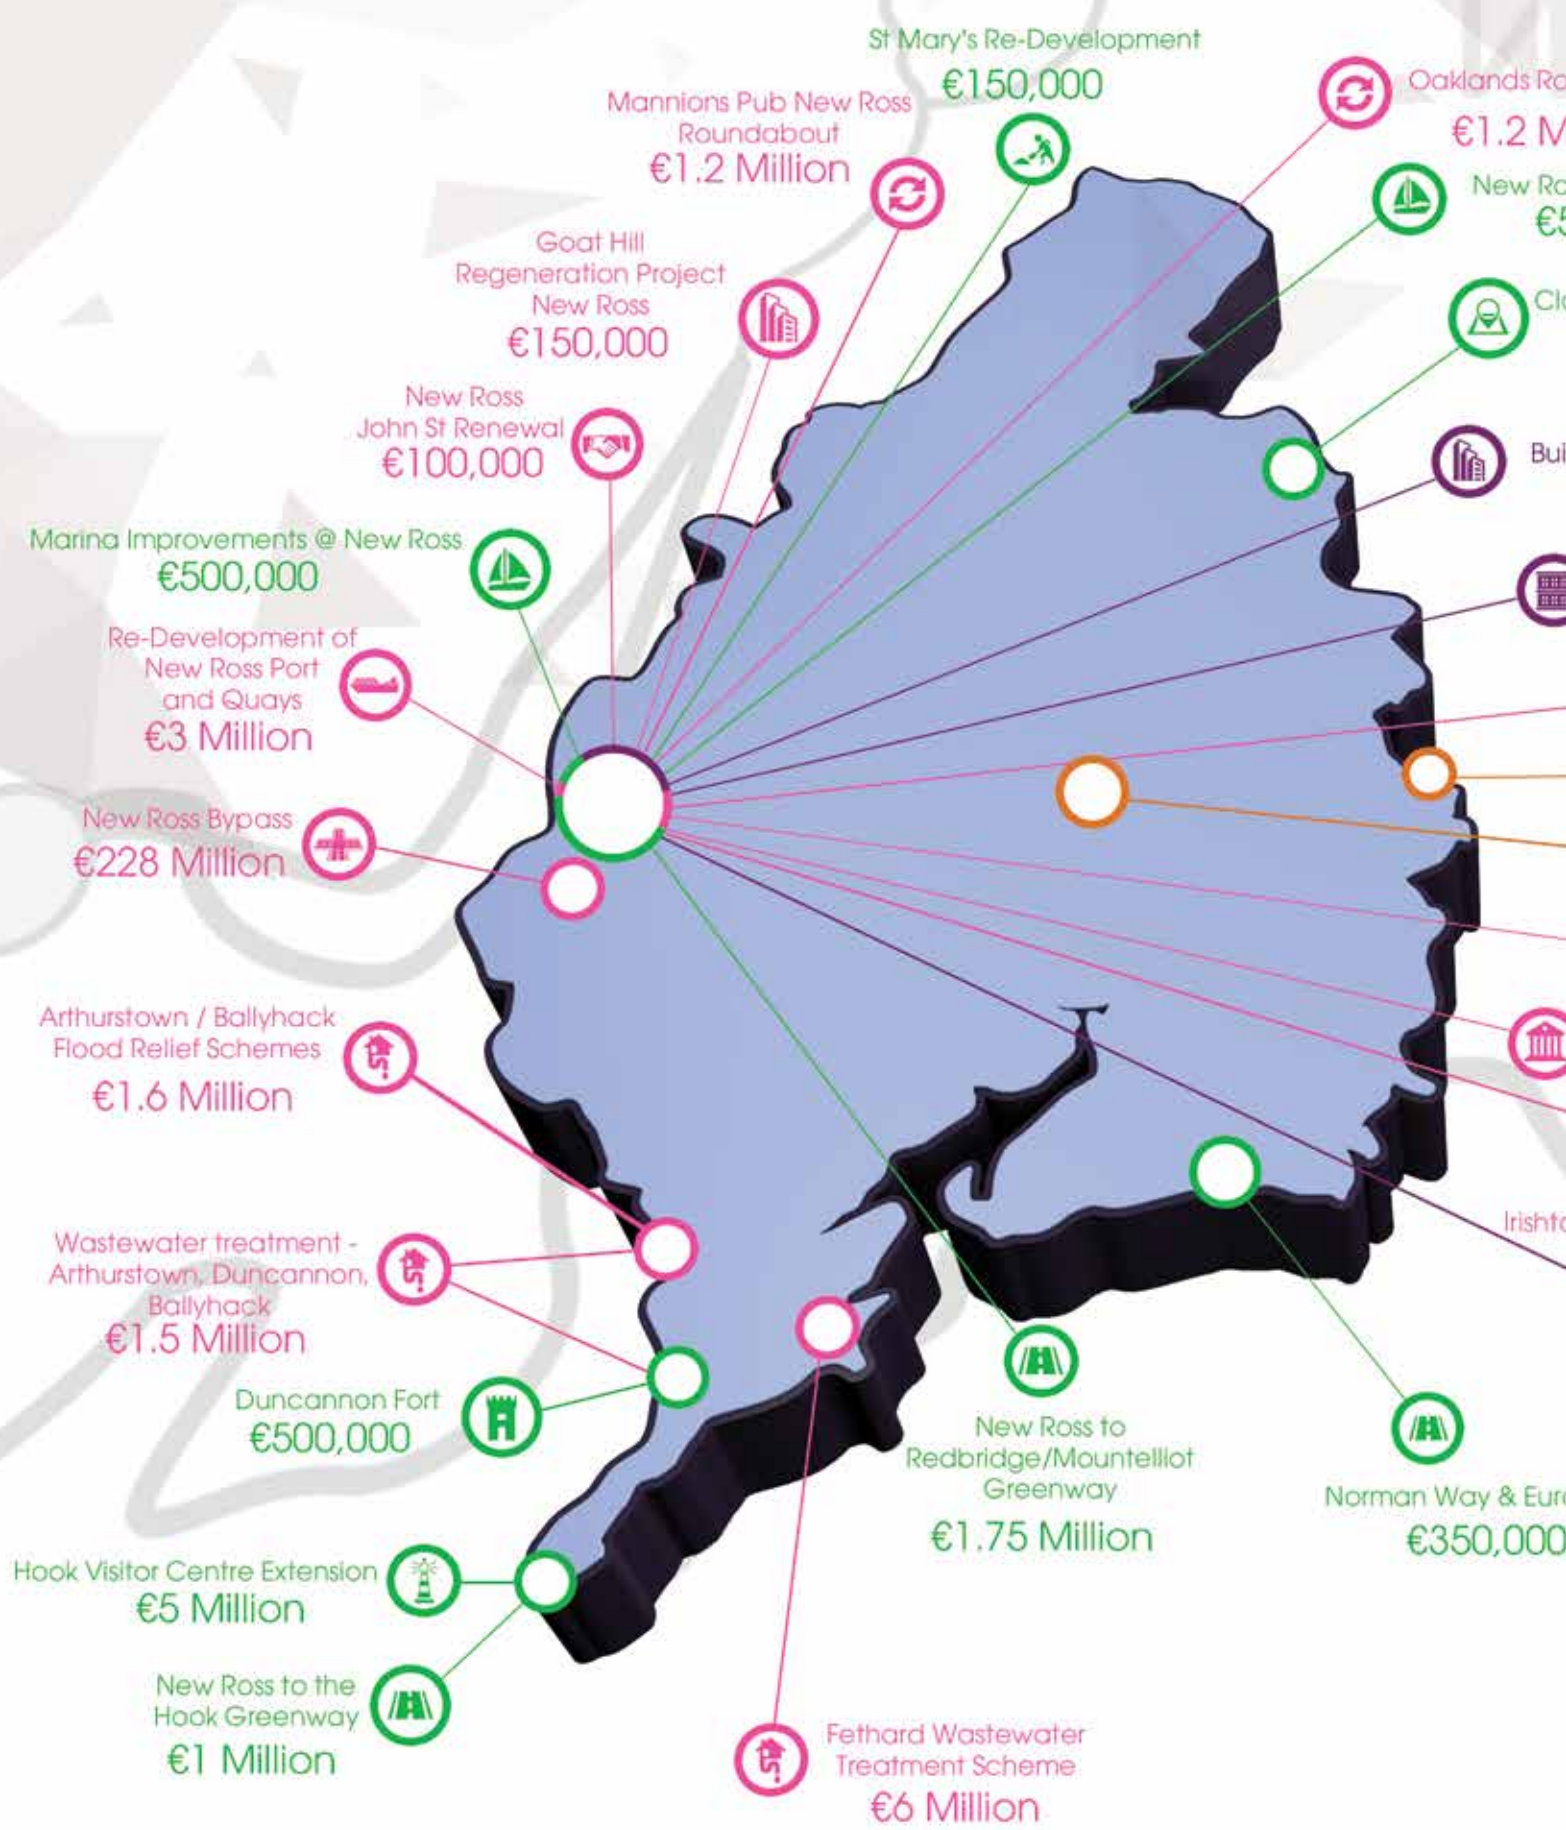 St Mary's Re-Development
€150,000
Mannions Pub New Ross
Roundabout
€1.2 Million
Oaklands
€1.2
New
Goat Hill
Regeneration Project
New Ross
€150,000
New Ross
John St Renewal
€100,000
Marina Improvements @ New Ross
€500,000
Re-Development of
New Ross Port
and Quays
€3 Million
New Ross Bypass
€228 Million
Arthurstown / Ballyhack
Flood Relief Schemes
€1.6 Million
Wastewater treatment -
Arthurstown, Duncannon,
Ballyhack
€1.5 Million
Duncannon Fort
€500,000
Hook Visitor Centre Extension
€5 Million
New Ross to the
Hook Greenway
€1 Million
Fethard Wastewater
Treatment Scheme
€6 Million
New Ross to
Redbridge/Mountelliot
Greenway
€1.75 Million
Norman Way &
€350,000